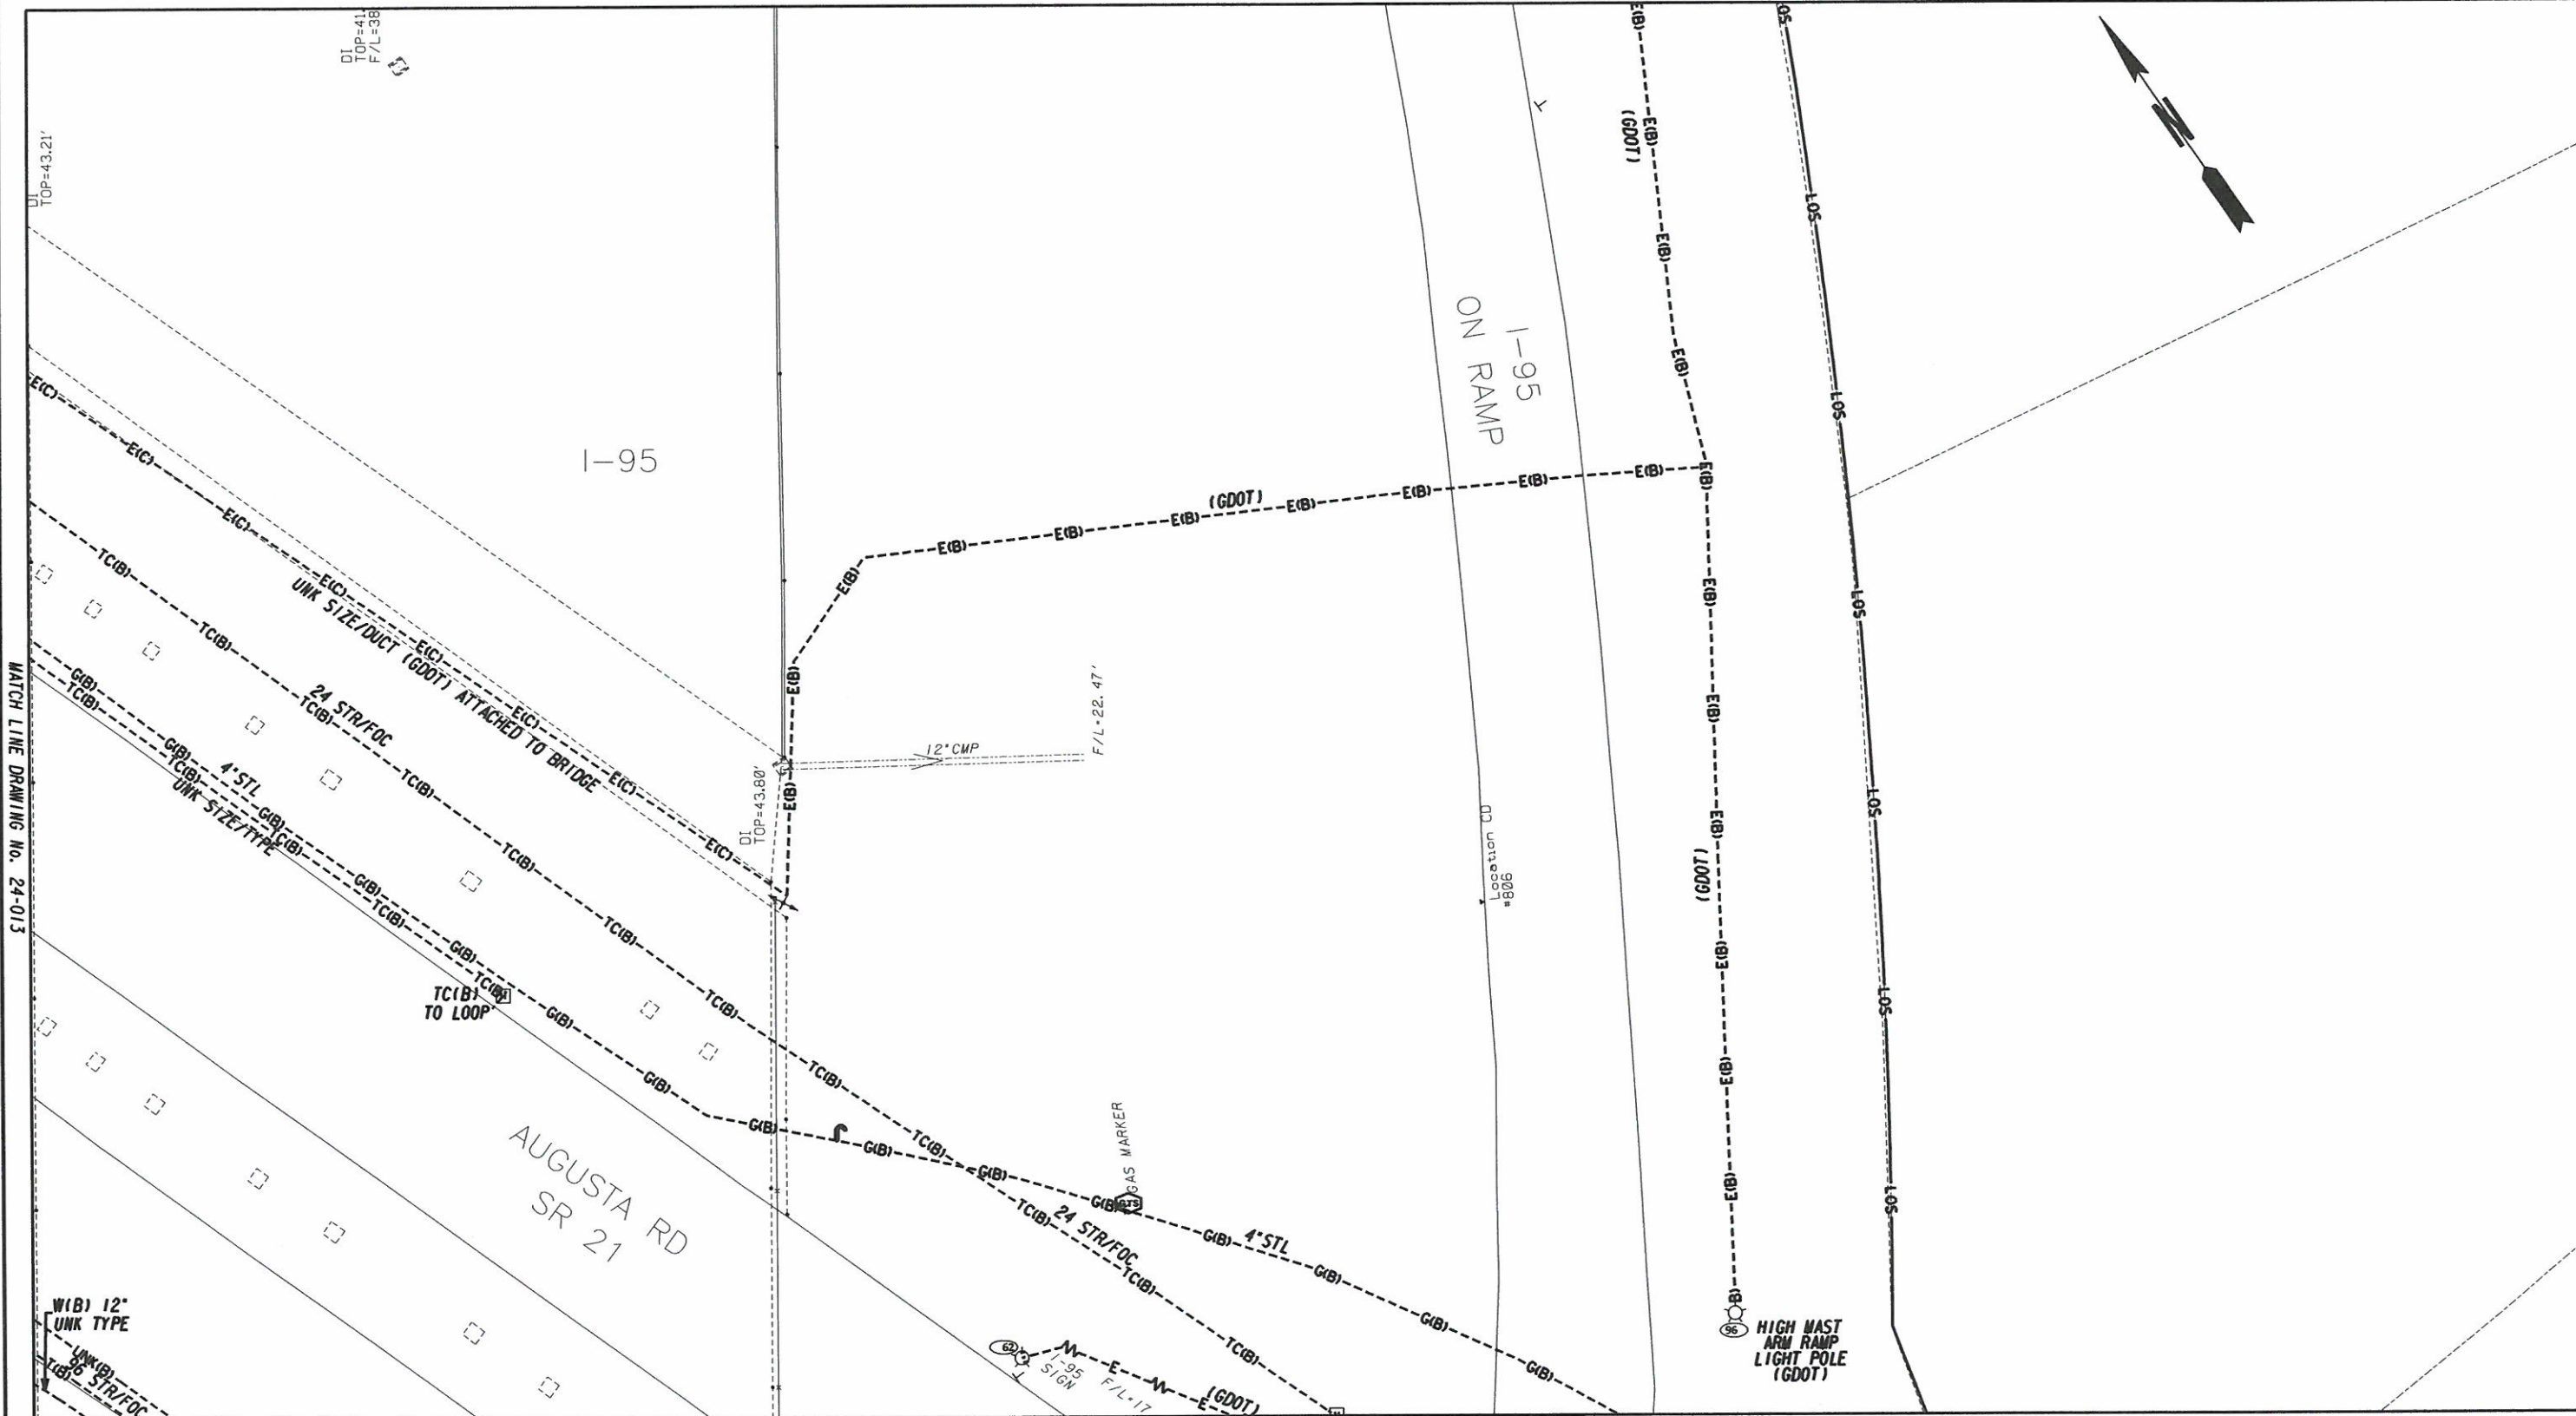 DI
TOP=41.
F/L=38
DI
TOP=43.21'
N
I-95
I-95
ON RAMP
(GDOT)
(GDOT)
(GDOT)
UNK SIZE/DUCT (GDOT) ATTACHED TO BRIDGE
24 STR/FOC
4"STL
UNK SIZE/TYPE
12"CMP
F/L=22.47'
DI
TOP=43.80'
Location CD
#806
MATCH LINE DRAWING No. 24-013
TC(B)
TO LOOP
AUGUSTA RD
SR 21
GAS MARKER
24 STR/FOC
4"STL
W(B) 12"
UNK TYPE
UNK(B)
96 STR/FOC
T(B)
62
I-95
SIGN
F/L=17
E
E
(GDOT)
96
HIGH MAST
ARM RAMP
LIGHT POLE
(GDOT)
E(B)
E(C)
TC(B)
G(B)
LOS